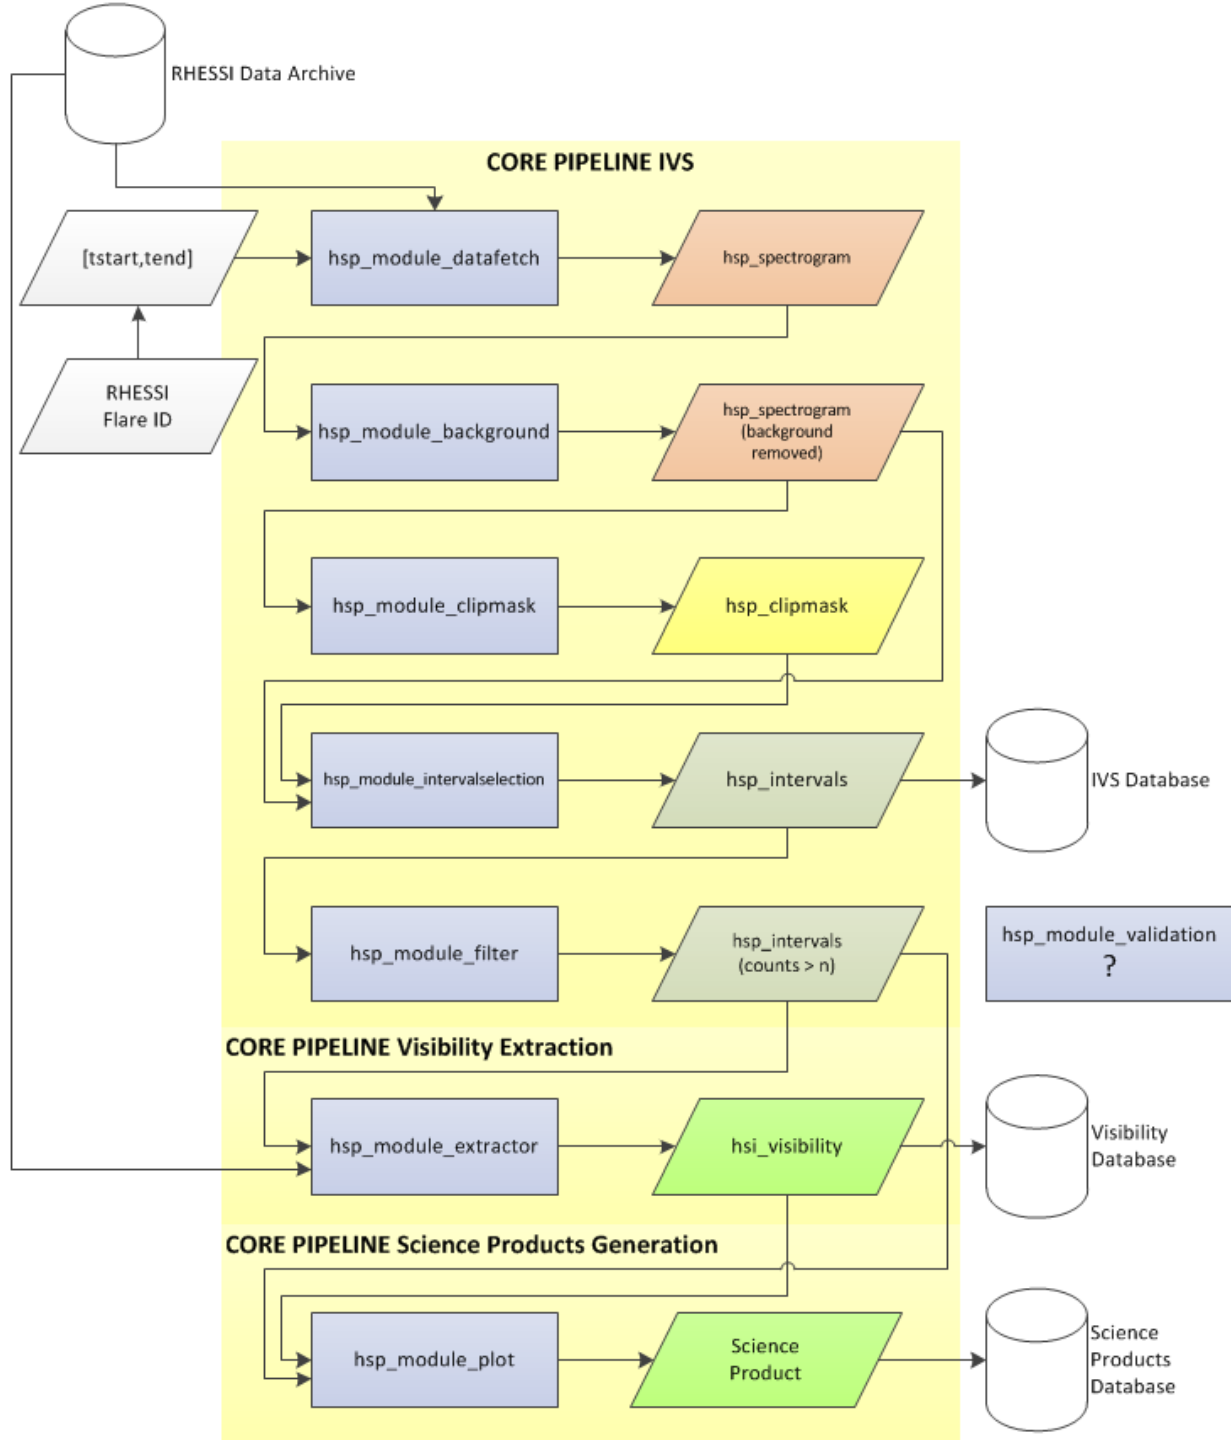 RHESSI Data Archive
CORE PIPELINE IVS
[tstart,tend]
hsp_module_datafetch
hsp_spectrogram
RHESSI
Flare ID
hsp_module_background
hsp_spectrogram
(background
removed)
hsp_module_clipmask
hsp_clipmask
hsp_module_intervalselection
hsp_intervals
IVS Database
hsp_module_filter
hsp_intervals
(counts > n)
hsp_module_validation
?
CORE PIPELINE Visibility Extraction
hsp_module_extractor
hsi_visibility
Visibility
Database
CORE PIPELINE Science Products Generation
hsp_module_plot
Science
Product
Science
Products
Database